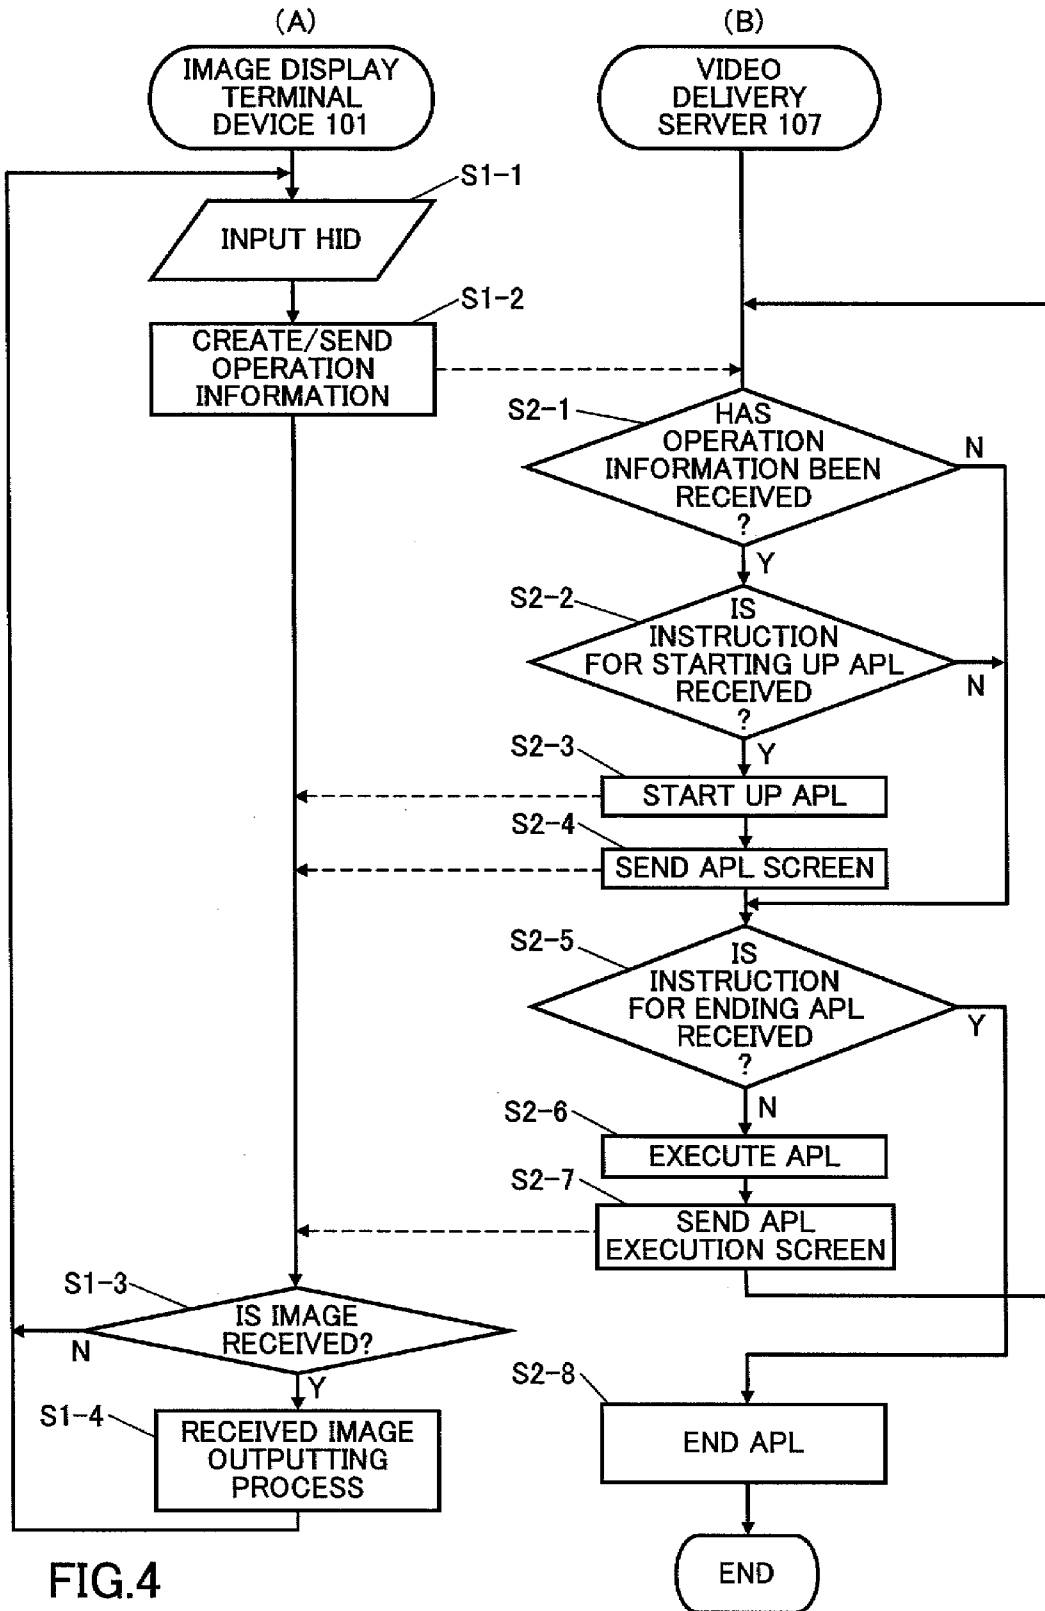 (A)
IMAGE DISPLAY
TERMINAL
DEVICE 101
S1-1
INPUT HID
S1-2
CREATE/SEND
OPERATION
INFORMATION
S1-3
IS IMAGE
RECEIVED?
N
Y
S1-4
RECEIVED IMAGE
OUTPUTTING
PROCESS
(B)
VIDEO
DELIVERY
SERVER 107
S2-1
HAS
OPERATION
INFORMATION BEEN
RECEIVED
?
N
Y
S2-2
IS
INSTRUCTION
FOR STARTING UP APL
RECEIVED
?
N
Y
S2-3
START UP APL
S2-4
SEND APL SCREEN
S2-5
IS
INSTRUCTION
FOR ENDING APL
RECEIVED
?
Y
N
S2-6
EXECUTE APL
S2-7
SEND APL
EXECUTION SCREEN
S2-8
END APL
END
FIG.4